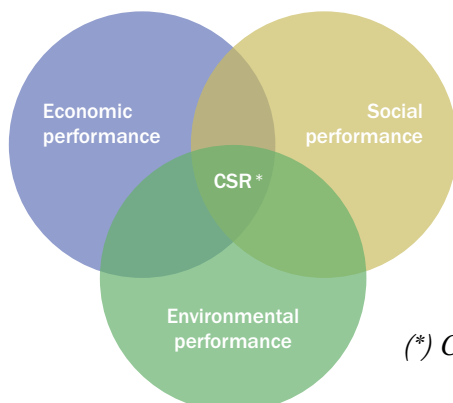 Economic
performance
Social
performance
CSR *
Environmental
performance
(*)